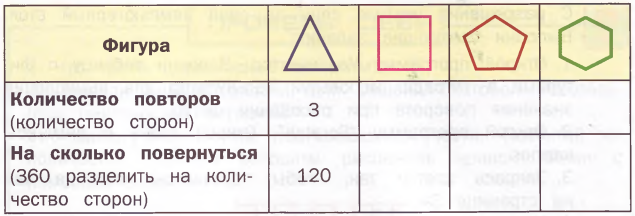 Фигура
Количество повторов
(количество сторон)
3
На сколько повернуться
(360 разделить на коли-
чество сторон)
120